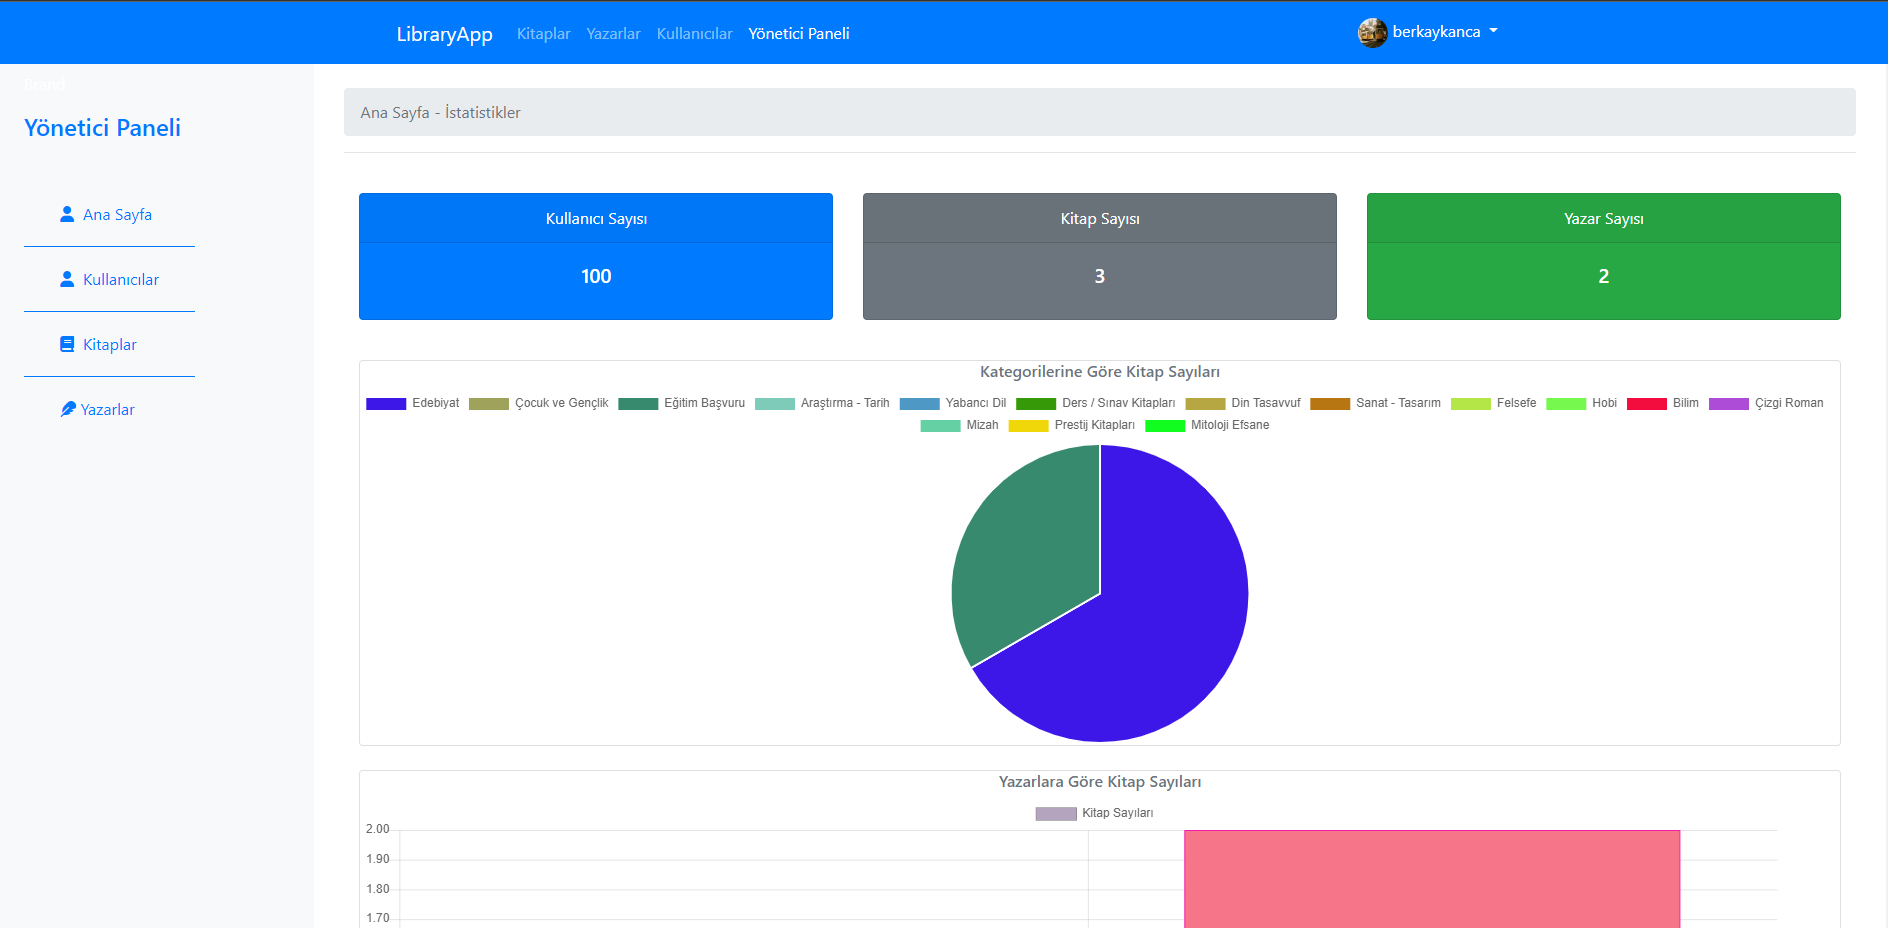 LibraryApp Kitaplar Yazarlar Kullanıcılar Yönetici Paneli berkaykanca
Brand
Yönetici Paneli
Ana Sayfa
Kullanıcılar
Kitaplar
Yazarlar
Ana Sayfa - İstatistikler
Kullanıcı Sayısı
100
Kitap Sayısı
3
Yazar Sayısı
2
Kategorilerine Göre Kitap Sayıları
Edebiyat Çocuk ve Gençlik Eğitim Başvuru Araştırma - Tarih Yabancı Dil Ders / Sınav Kitapları Din Tasavvuf Sanat - Tasarım Felsefe Hobi Bilim Çizgi Roman
Mizah Prestij Kitapları Mitoloji Efsane
Yazarlara Göre Kitap Sayıları
Kitap Sayıları
2.00
1.90
1.80
1.70